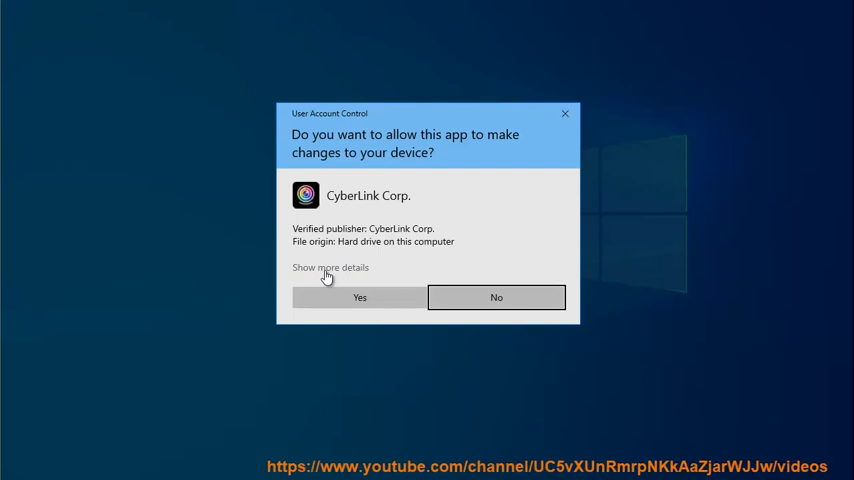 User Account Control
Do you want to allow this app to make
changes to your device?
CyberLink Corp.
Verified publisher: CyberLink Corp.
File origin: Hard drive on this computer
Show more details
Yes
No
https://www.youtube.com/channel/UC5vXUnRmrpNKkAaZjarWJJw/videos